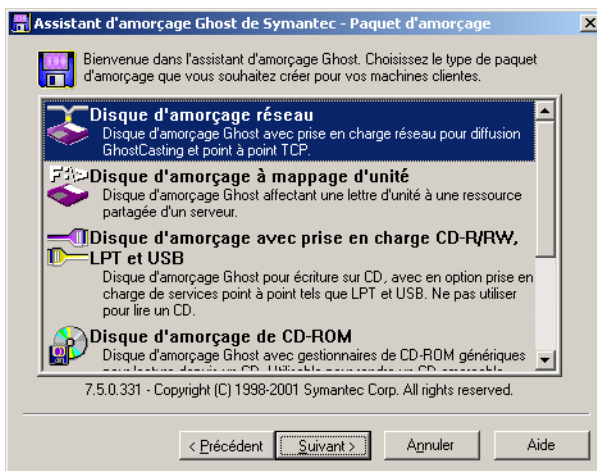 Assistant d'amorçage Ghost de Symantec - Paquet d'amorçage
Bienvenue dans l'assistant d'amorçage Ghost. Choisissez le type de paquet
d'amorçage que vous souhaitez créer pour vos machines clientes.
Disque d'amorçage réseau
Disque d'amorçage Ghost avec prise en charge réseau pour diffusion
GhostCasting et point à point TCP.
F:\>
Disque d'amorçage à mappage d'unité
Disque d'amorçage Ghost affectant une lettre d'unité à une ressource
partagée d'un serveur.
Disque d'amorçage avec prise en charge CD-R/RW,
LPT et USB
Disque d'amorçage Ghost pour écriture sur CD, avec en option prise en
charge de services point à point tels que LPT et USB. Ne pas utiliser
pour lire un CD.
Disque d'amorçage de CD-ROM
Disque d'amorçage Ghost avec gestionnaires de CD-ROM génériques
7.5.0.331 - Copyright (C) 1998-2001 Symantec Corp. All rights reserved.
< Précédent
Suivant >
Annuler
Aide